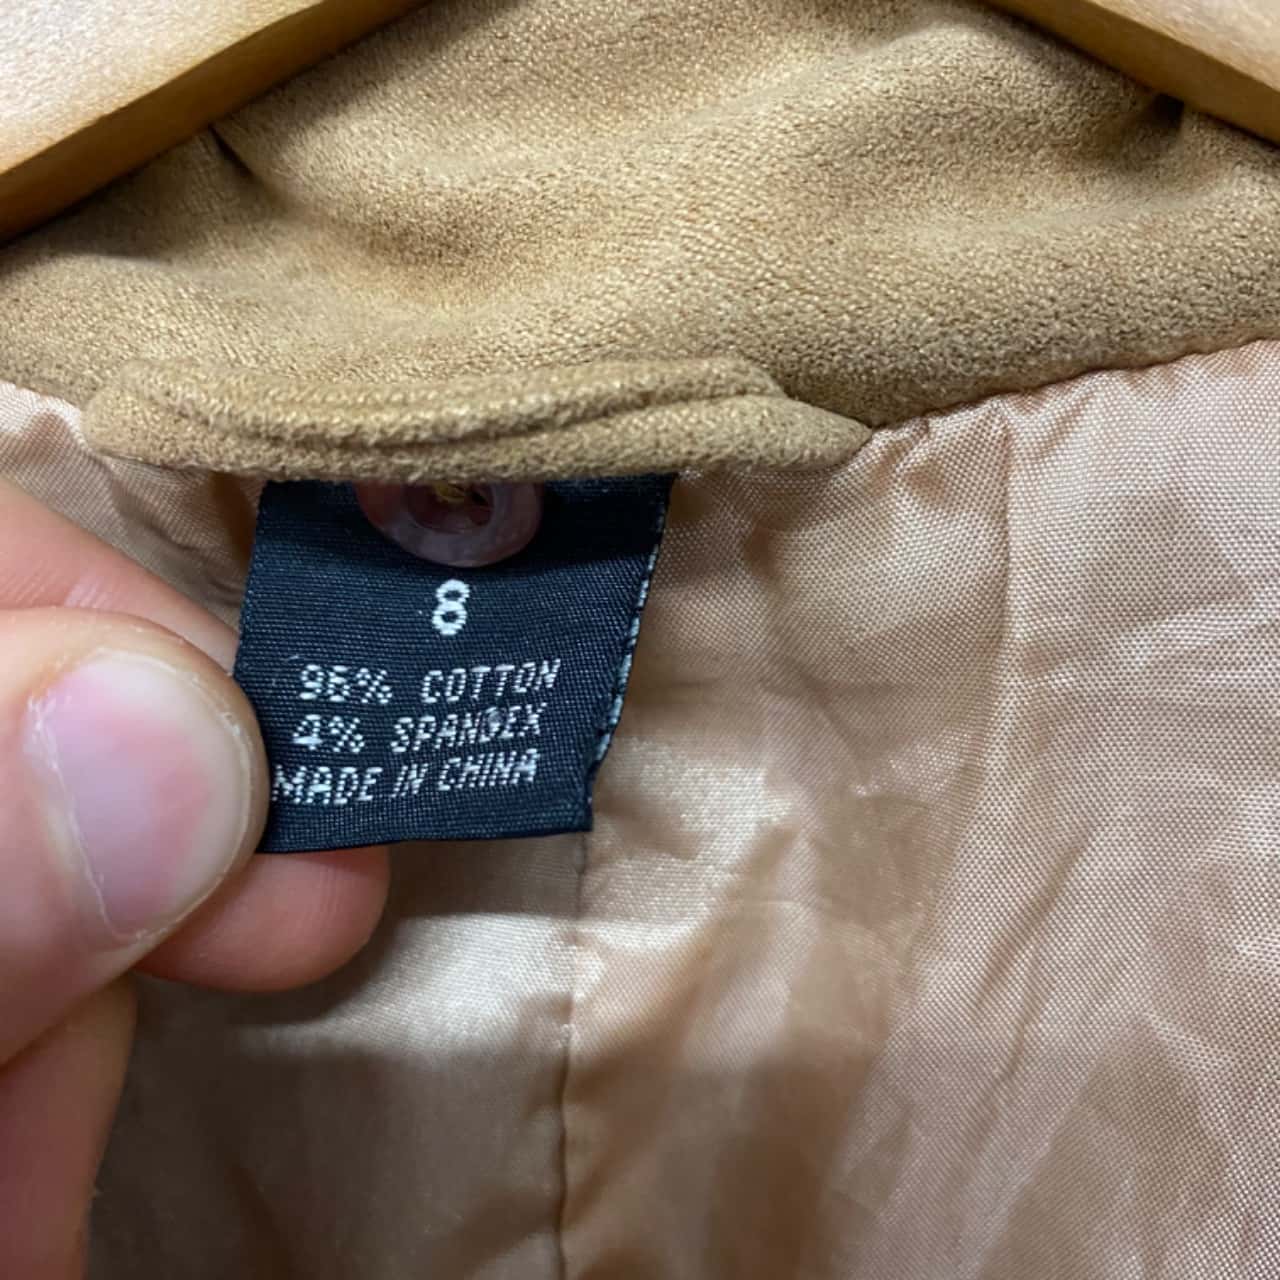 8
96% COTTON
4% SPANDEX
MADE IN CHINA